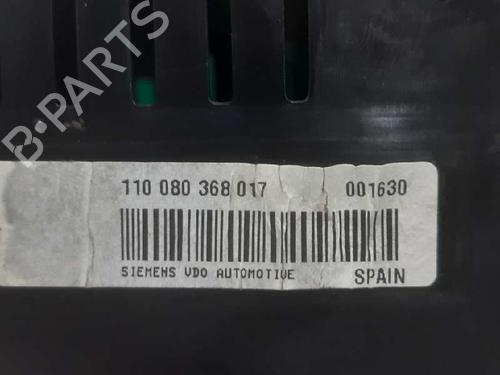 B-PARTS
110 080 368 017 001630
SIEMENS VDO AUTOMOTIVE SPAIN